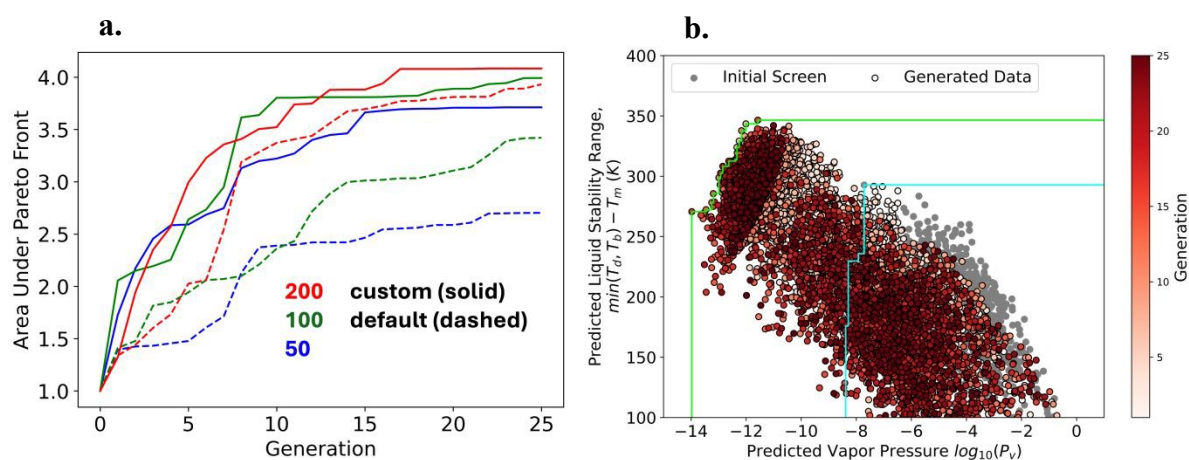 a.
Area Under Pareto Front
4.0
3.5
3.0
2.5
2.0
1.5
1.0
200 custom (solid)
100 default (dashed)
50
0 5 10 15 20 25
Generation
b.
Predicted Liquid Stability Range,
min(T_d, T_b) − T_m (K)
400
350
300
250
200
150
100
Initial Screen Generated Data
−14 −12 −10 −8 −6 −4 −2 0
Predicted Vapor Pressure log₁₀(Pᵥ)
25
20
15
10
5
Generation